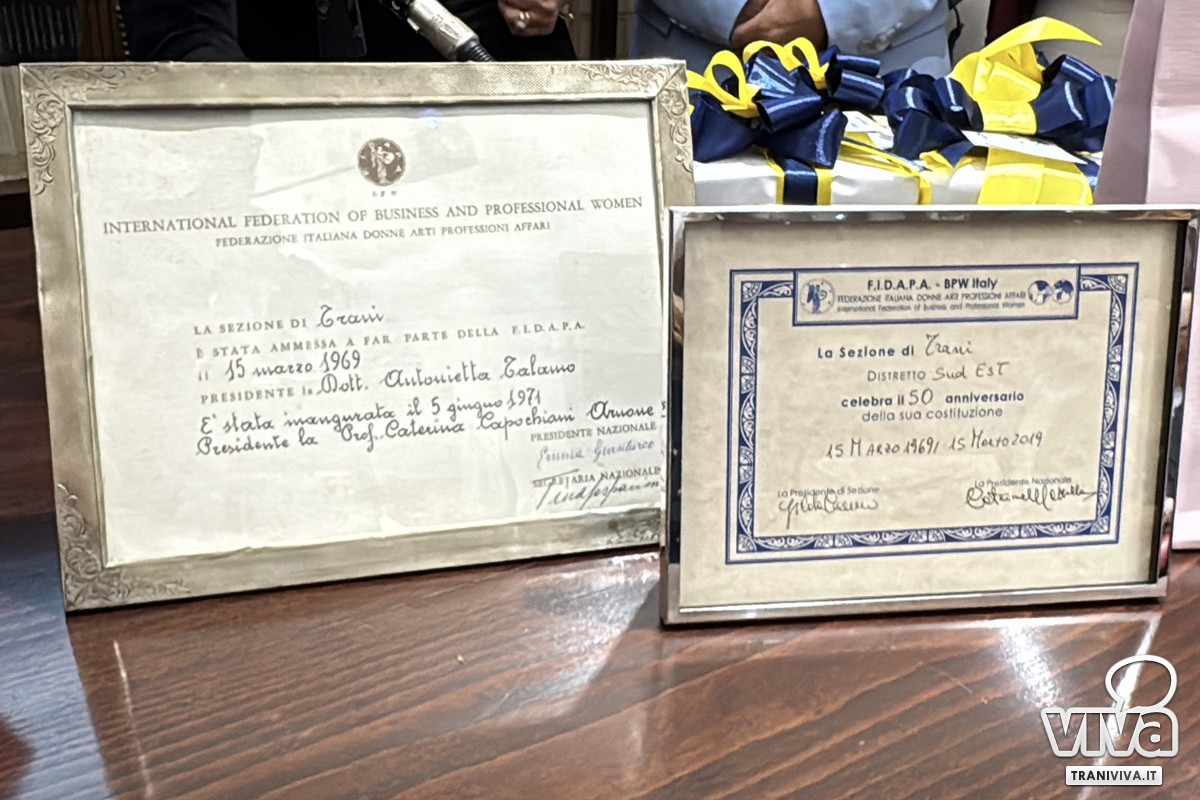 B P W
INTERNATIONAL FEDERATION OF BUSINESS AND PROFESSIONAL WOMEN
FEDERAZIONE ITALIANA DONNE ARTI PROFESSIONI AFFARI
LA SEZIONE DI Trani
È STATA AMMESSA A FAR PARTE DELLA F.I.D.A.P.A.
IL 15 marzo 1969
PRESIDENTE la Dott. Antonietta Talamo
E' stata inaugurata il 5 giugno 1971
Presidente la Prof. Caterina Capochiani Arnone
PRESIDENTE NAZIONALE
SEGRETARIA NAZIONALE
F.I.D.A.P.A. - BPW Italy
FEDERAZIONE ITALIANA DONNE ARTI PROFESSIONI AFFARI
International Federation of Business and Professional Women
La Sezione di Trani
DISTRETTO Sud EST
celebra il 50 anniversario
della sua costituzione
15 MARZO 1969/ 15 MARZO 2019
La Presidente di Sezione
La Presidente Nazionale
viva
TRANIVIVA.IT